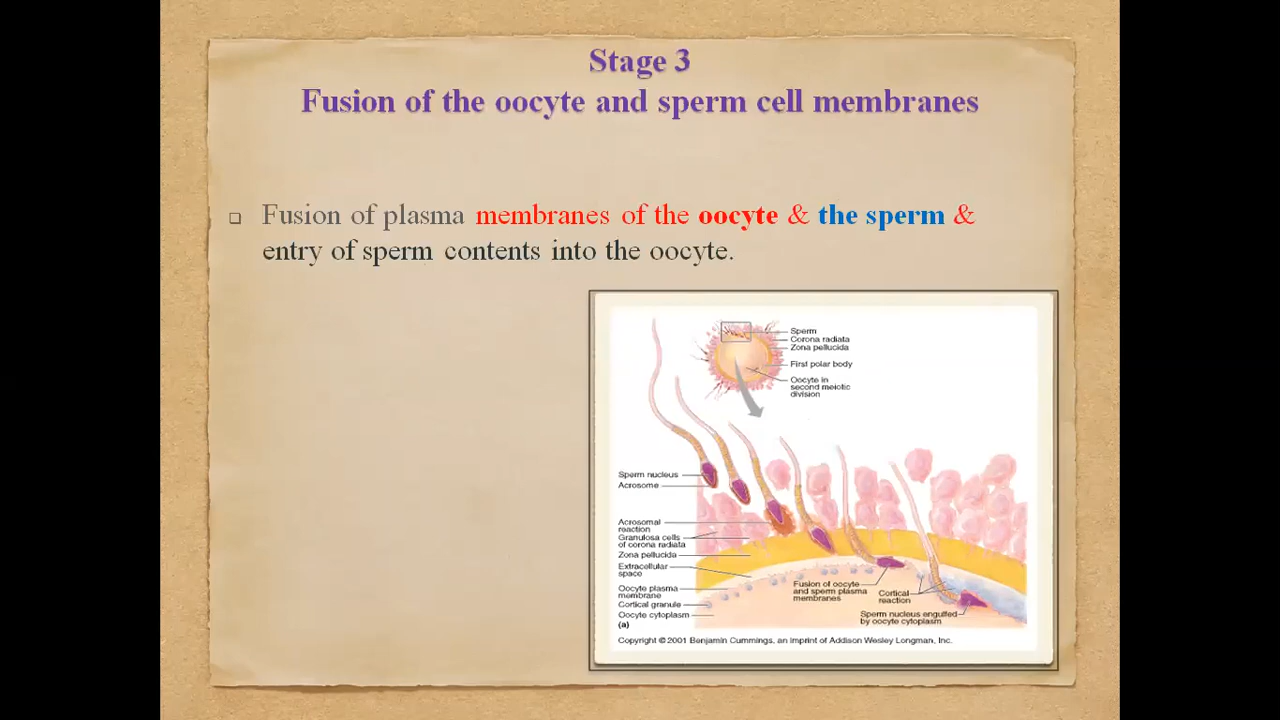 Stage 3
Fusion of the oocyte and sperm cell membranes
Fusion of plasma membranes of the oocyte & the sperm &
entry of sperm contents into the oocyte.
Sperm
Corona radiata
Zona pellucida
First polar body
Oocyte in
second meiotic
division
Sperm nucleus
Acrosome
Acrosomal
reaction
Granulosa cells
of corona radiata
Zona pellucida
Extracellular
space
Oocyte plasma
membrane
Cortical granule
Oocyte cytoplasm
(a)
Fusion of oocyte
and sperm plasma
membranes
Cortical
reaction
Sperm nucleus engulfed
by oocyte cytoplasm
Copyright © 2001 Benjamin Cummings, an imprint of Addison Wesley Longman, Inc.